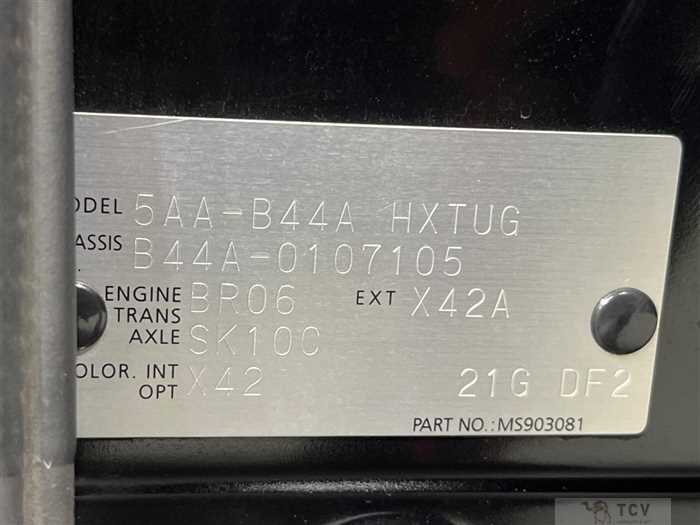 ODEL 5AA-B44A HXTUG
ASSIS B44A-0107105
ENGINE BR06 EXT X42A
TRANS
AXLE SK10C
OLOR. INT X42
OPT 21G DF2
PART NO.:MS903081
TCV